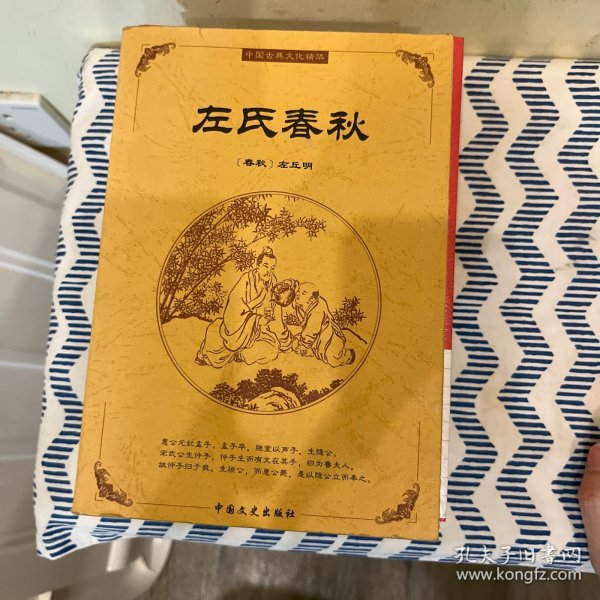 中国古典文化精华
左氏春秋
〔春秋〕左丘明
惠公元妃孟子。孟子卒,继室以声子,生隐公。
宋武公生仲子,仲子生而有文在其手,曰为鲁夫人,
故仲子归于我。生桓公,而惠公薨,是以隐公立而奉之。
中国文史出版社
孔夫子旧书网
www.kongfz.com